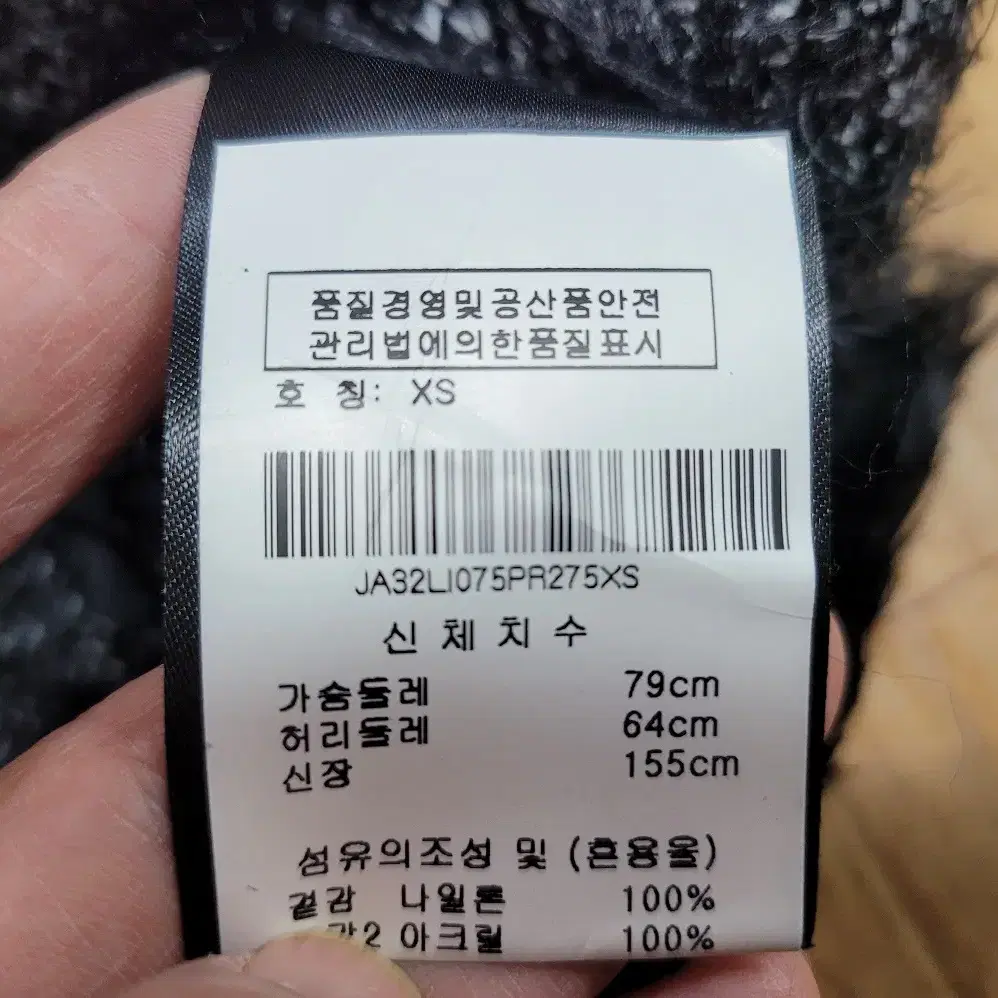 품질경영및공산품안전
관리법에의한품질표시
호 칭: XS
JA32LI075PR275XS
신체치수
가슴둘레 79cm
허리둘레 64cm
신장 155cm
섬유의조성 및 (혼용율)
겉감 나일론 100%
감2 아크릴 100%